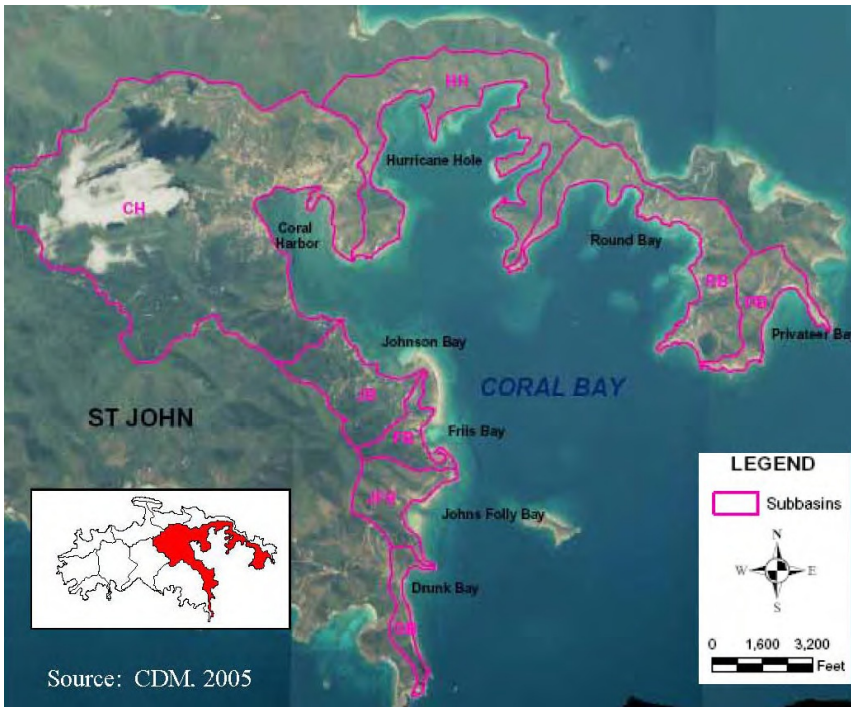 HH
Hurricane Hole
CH
Coral
Harbor
Round Bay
RB
PB
Privateer Ba
Johnson Bay
CORAL BAY
JB
ST JOHN
FB
Friis Bay
LEGEND
Subbasins
JFB
Johns Folly Bay
N
W E
S
Drunk Bay
DB
0 1,600 3,200
Feet
Source: CDM. 2005